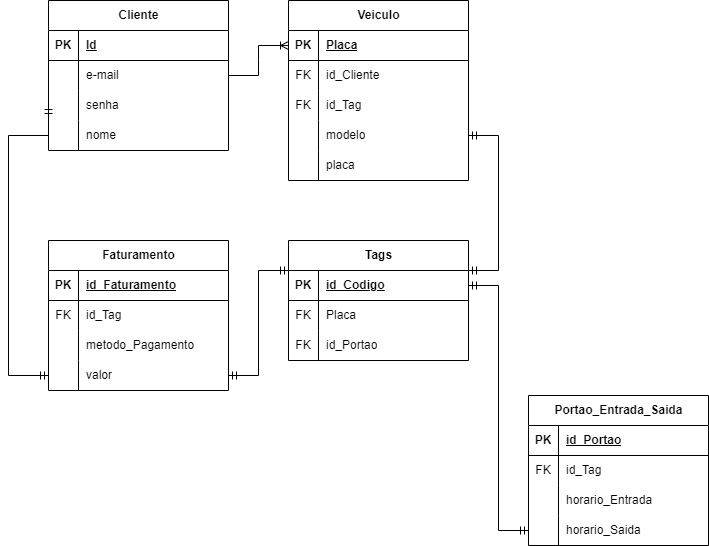 Cliente
PK Id
e-mail
senha
nome
Veiculo
PK Placa
FK id_Cliente
FK id_Tag
modelo
placa
Faturamento
PK id_Faturamento
FK id_Tag
metodo_Pagamento
valor
Tags
PK id_Codigo
FK Placa
FK id_Portao
Portao_Entrada_Saida
PK id_Portao
FK id_Tag
horario_Entrada
horario_Saida